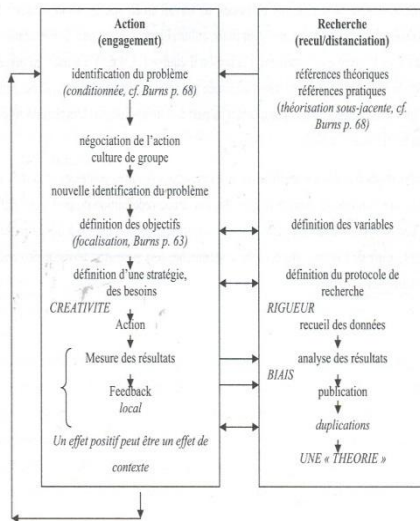 Action
(engagement)
identification du problème
(conditionnée, cf. Burns p. 68)
négociation de l'action
culture de groupe
nouvelle identification du problème
définition des objectifs
(focalisation, Burns p. 63)
définition d'une stratégie,
des besoins
CREATIVITE
Action
Mesure des résultats
Feedback
local
Un effet positif peut être un effet de
contexte
Recherche
(recul/distanciation)
références théoriques
références pratiques
(théorisation sous-jacente, cf.
Burns p. 68)
définition des variables
définition du protocole de
recherche
RIGUEUR
recueil des données
analyse des résultats
BIAIS
publication
duplications
UNE « THEORIE »